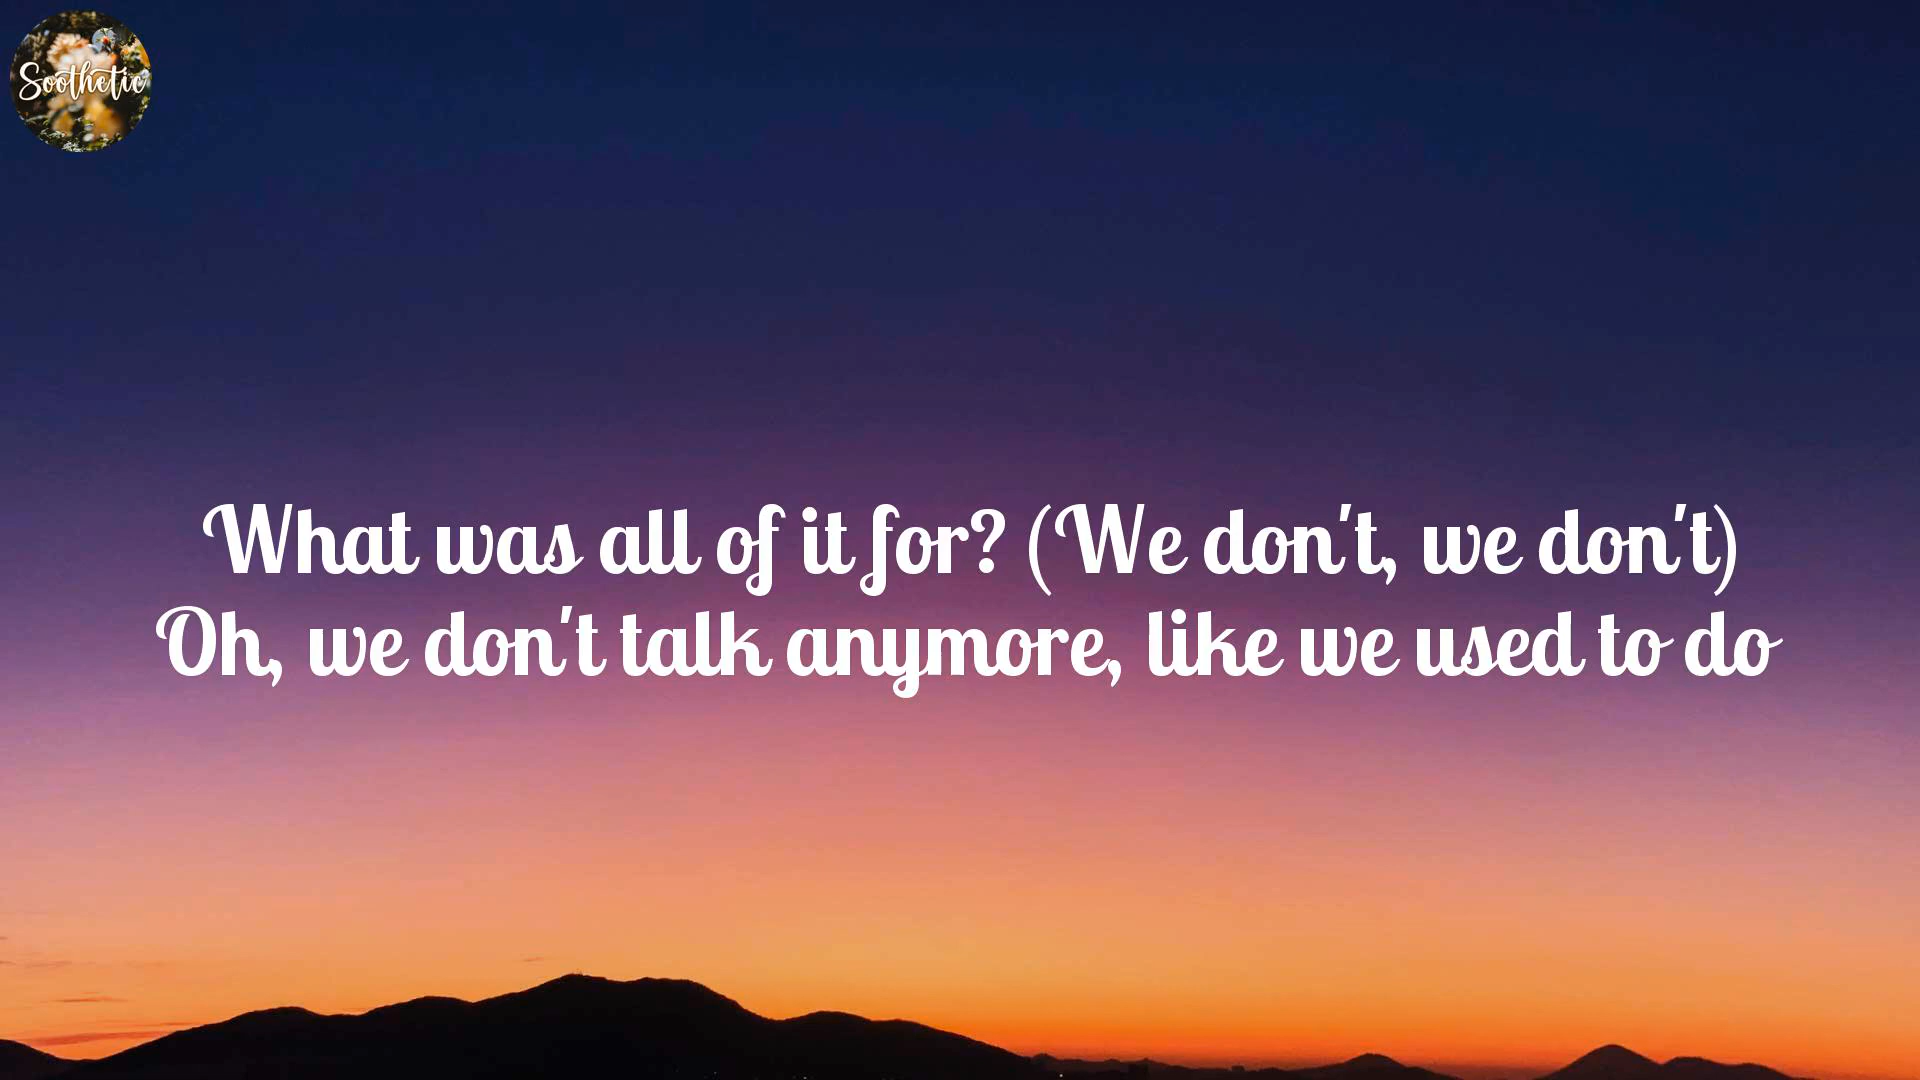 Soothetic
What was all of it for? (We don't, we don't)
Oh, we don't talk anymore, like we used to do